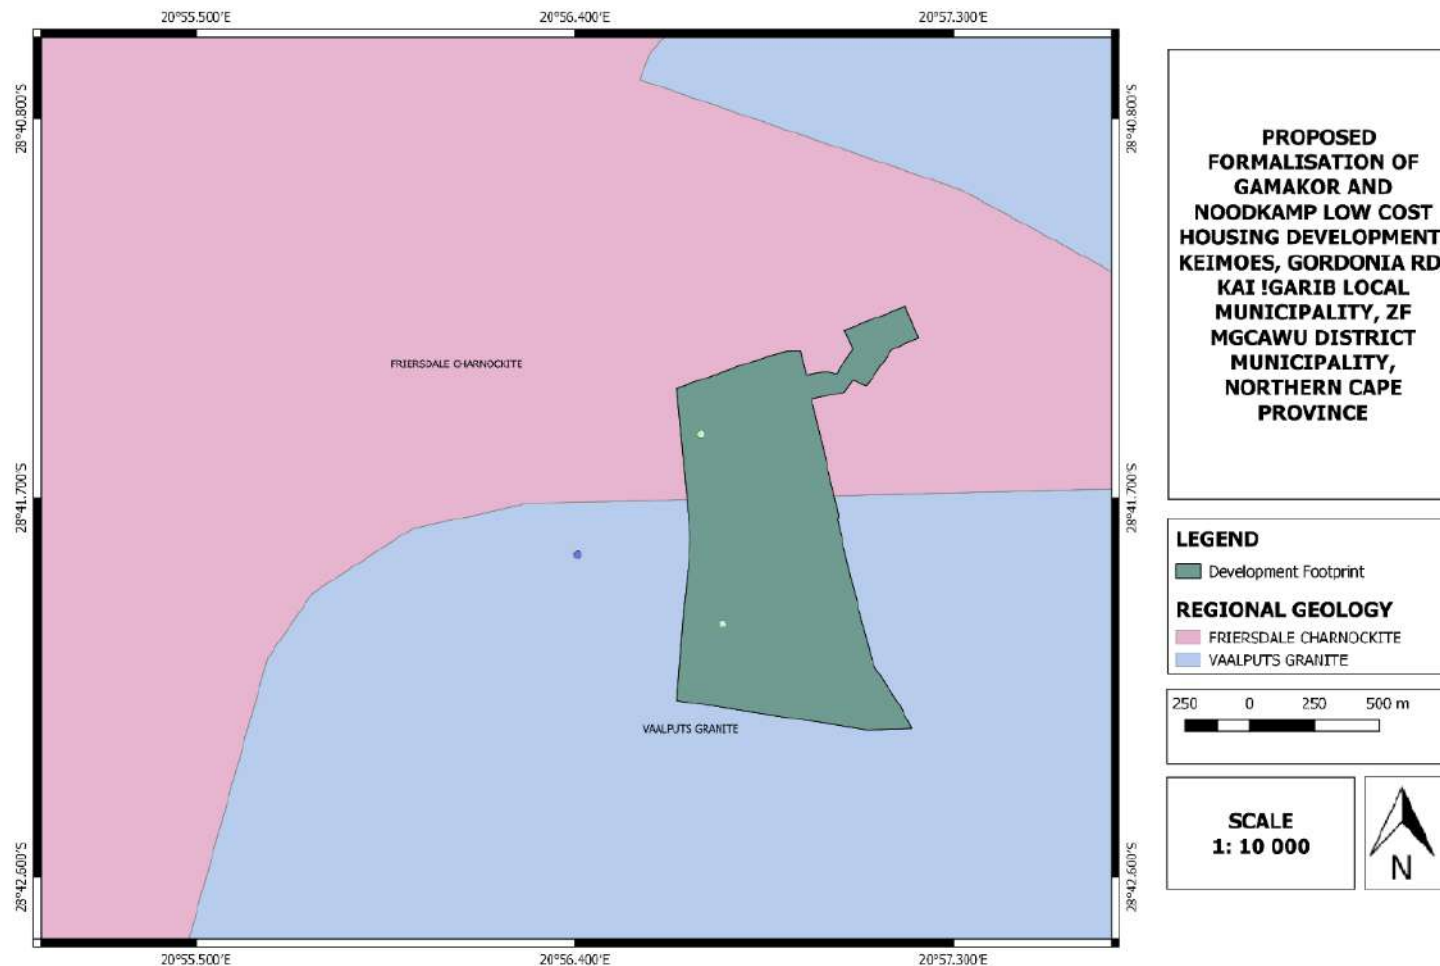 20°55.500'E
20°56.400'E
20°57.300'E
28°40.800'S
28°40.800'S
FRIERSDALE CHARNOCKITE
28°41.700'S
28°41.700'S
VAALPUTS GRANITE
28°42.600'S
28°42.600'S
20°55.500'E
20°56.400'E
20°57.300'E
PROPOSED
FORMALISATION OF
GAMAKOR AND
NOODKAMP LOW COST
HOUSING DEVELOPMENT
KEIMOES, GORDONIA RD
KAI !GARIB LOCAL
MUNICIPALITY, ZF
MGCAWU DISTRICT
MUNICIPALITY,
NORTHERN CAPE
PROVINCE
LEGEND
Development Footprint
REGIONAL GEOLOGY
FRIERSDALE CHARNOCKITE
VAALPUTS GRANITE
250 0 250 500 m
SCALE
1: 10 000
N